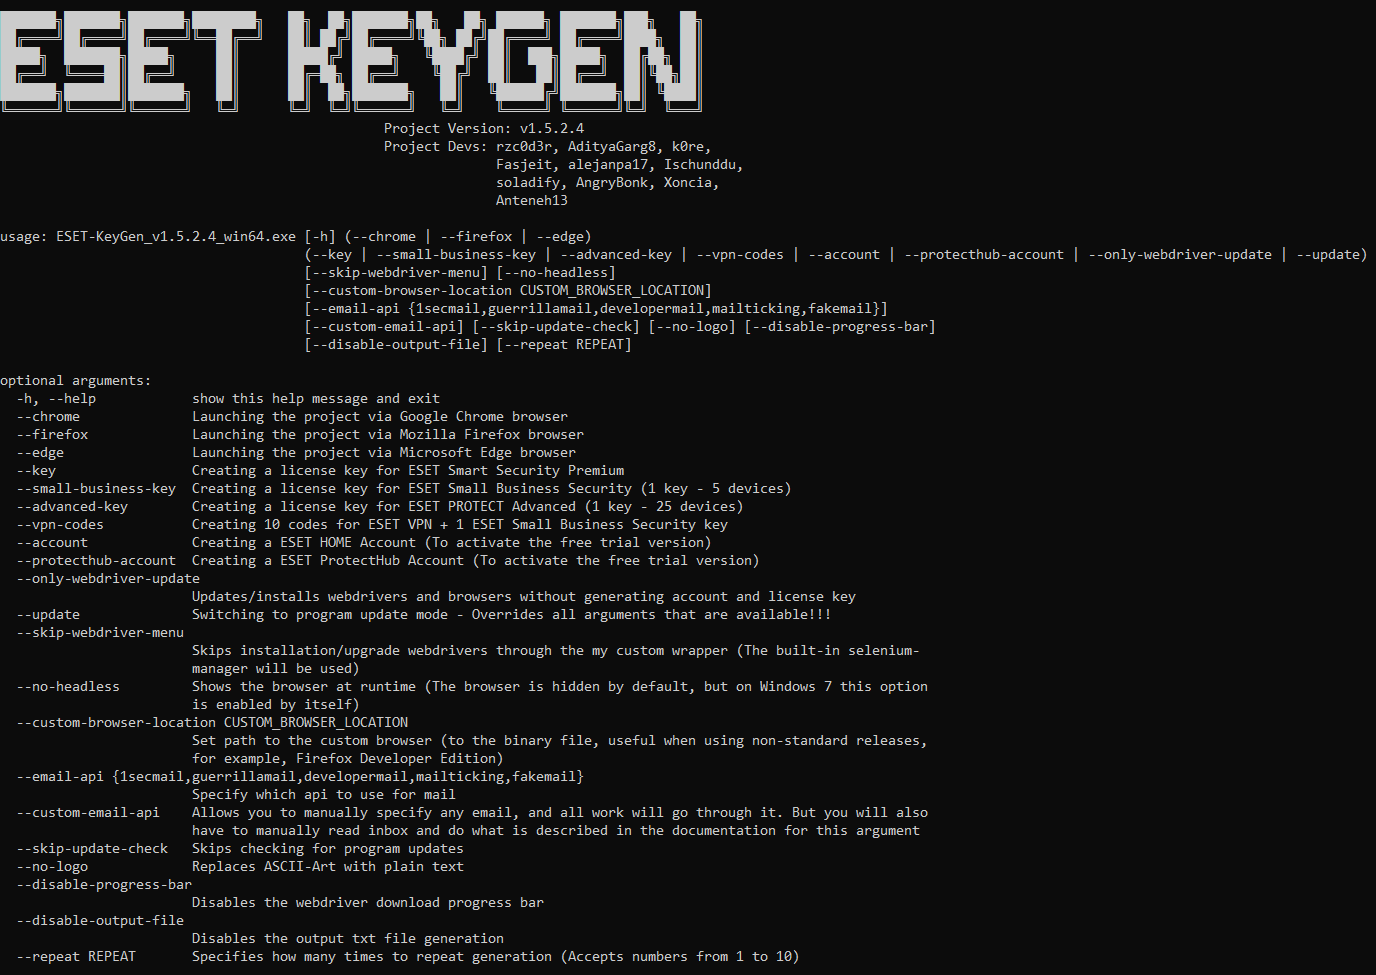 ESET KEYGEN
Project Version: v1.5.2.4
Project Devs: rzc0d3r, AdityaGarg8, k0re,
Fasjeit, alejanpa17, Ischunddu,
soladify, AngryBonk, Xoncia,
Anteneh13
usage: ESET-KeyGen_v1.5.2.4_win64.exe [-h] (--chrome | --firefox | --edge)
(--key | --small-business-key | --advanced-key | --vpn-codes | --account | --protecthub-account | --only-webdriver-update | --update)
[--skip-webdriver-menu] [--no-headless]
[--custom-browser-location CUSTOM_BROWSER_LOCATION]
[--email-api {1secmail,guerrillamail,developermail,mailticking,fakemail}]
[--custom-email-api] [--skip-update-check] [--no-logo] [--disable-progress-bar]
[--disable-output-file] [--repeat REPEAT]
optional arguments:
-h, --help show this help message and exit
--chrome Launching the project via Google Chrome browser
--firefox Launching the project via Mozilla Firefox browser
--edge Launching the project via Microsoft Edge browser
--key Creating a license key for ESET Smart Security Premium
--small-business-key Creating a license key for ESET Small Business Security (1 key - 5 devices)
--advanced-key Creating a license key for ESET PROTECT Advanced (1 key - 25 devices)
--vpn-codes Creating 10 codes for ESET VPN + 1 ESET Small Business Security key
--account Creating a ESET HOME Account (To activate the free trial version)
--protecthub-account Creating a ESET ProtectHub Account (To activate the free trial version)
--only-webdriver-update
Updates/installs webdrivers and browsers without generating account and license key
--update Switching to program update mode - Overrides all arguments that are available!!!
--skip-webdriver-menu
Skips installation/upgrade webdrivers through the my custom wrapper (The built-in selenium-
manager will be used)
--no-headless Shows the browser at runtime (The browser is hidden by default, but on Windows 7 this option
is enabled by itself)
--custom-browser-location CUSTOM_BROWSER_LOCATION
Set path to the custom browser (to the binary file, useful when using non-standard releases,
for example, Firefox Developer Edition)
--email-api {1secmail,guerrillamail,developermail,mailticking,fakemail}
Specify which api to use for mail
--custom-email-api Allows you to manually specify any email, and all work will go through it. But you will also
have to manually read inbox and do what is described in the documentation for this argument
--skip-update-check Skips checking for program updates
--no-logo Replaces ASCII-Art with plain text
--disable-progress-bar
Disables the webdriver download progress bar
--disable-output-file
Disables the output txt file generation
--repeat REPEAT Specifies how many times to repeat generation (Accepts numbers from 1 to 10)